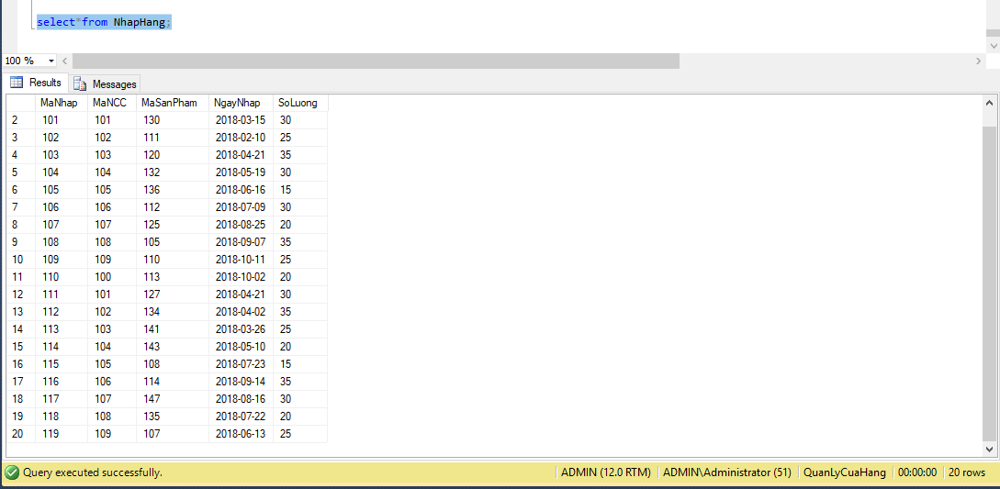 select*from NhapHang;
100 %
Results Messages
MaNhap MaNCC MaSanPham NgayNhap SoLuong
2 101 101 130 2018-03-15 30
3 102 102 111 2018-02-10 25
4 103 103 120 2018-04-21 35
5 104 104 132 2018-05-19 30
6 105 105 136 2018-06-16 15
7 106 106 112 2018-07-09 30
8 107 107 125 2018-08-25 20
9 108 108 105 2018-09-07 35
10 109 109 110 2018-10-11 25
11 110 100 113 2018-10-02 20
12 111 101 127 2018-04-21 30
13 112 102 134 2018-04-02 35
14 113 103 141 2018-03-26 25
15 114 104 143 2018-05-10 20
16 115 105 108 2018-07-23 15
17 116 106 114 2018-09-14 35
18 117 107 147 2018-08-16 30
19 118 108 135 2018-07-22 20
20 119 109 107 2018-06-13 25
Query executed successfully. ADMIN (12.0 RTM) ADMIN\Administrator (51) QuanLyCuaHang 00:00:00 20 rows